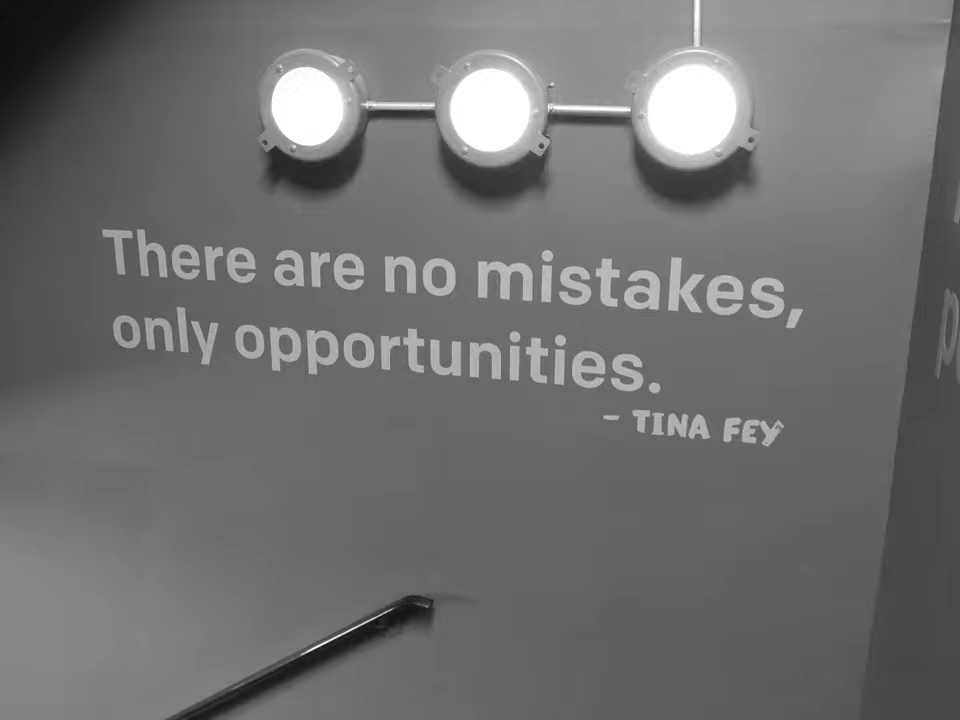 There are no mistakes,
only opportunities.
- TINA FEY